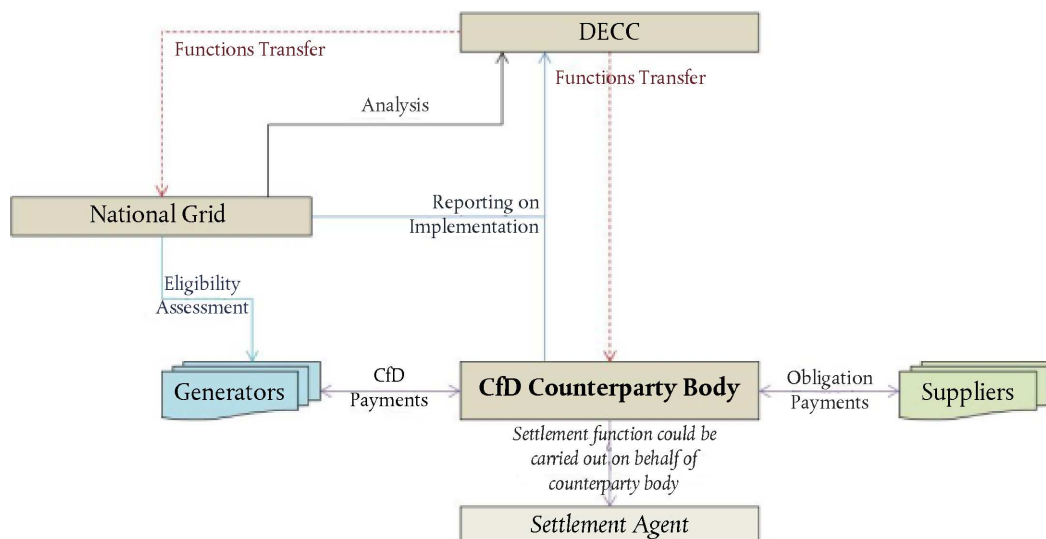 DECC
Functions Transfer
Functions Transfer
Analysis
National Grid
Reporting on
Implementation
Eligibility
Assessment
Generators
CfD
Payments
CfD Counterparty Body
Obligation
Payments
Suppliers
Settlement function could be
carried out on behalf of
counterparty body
Settlement Agent